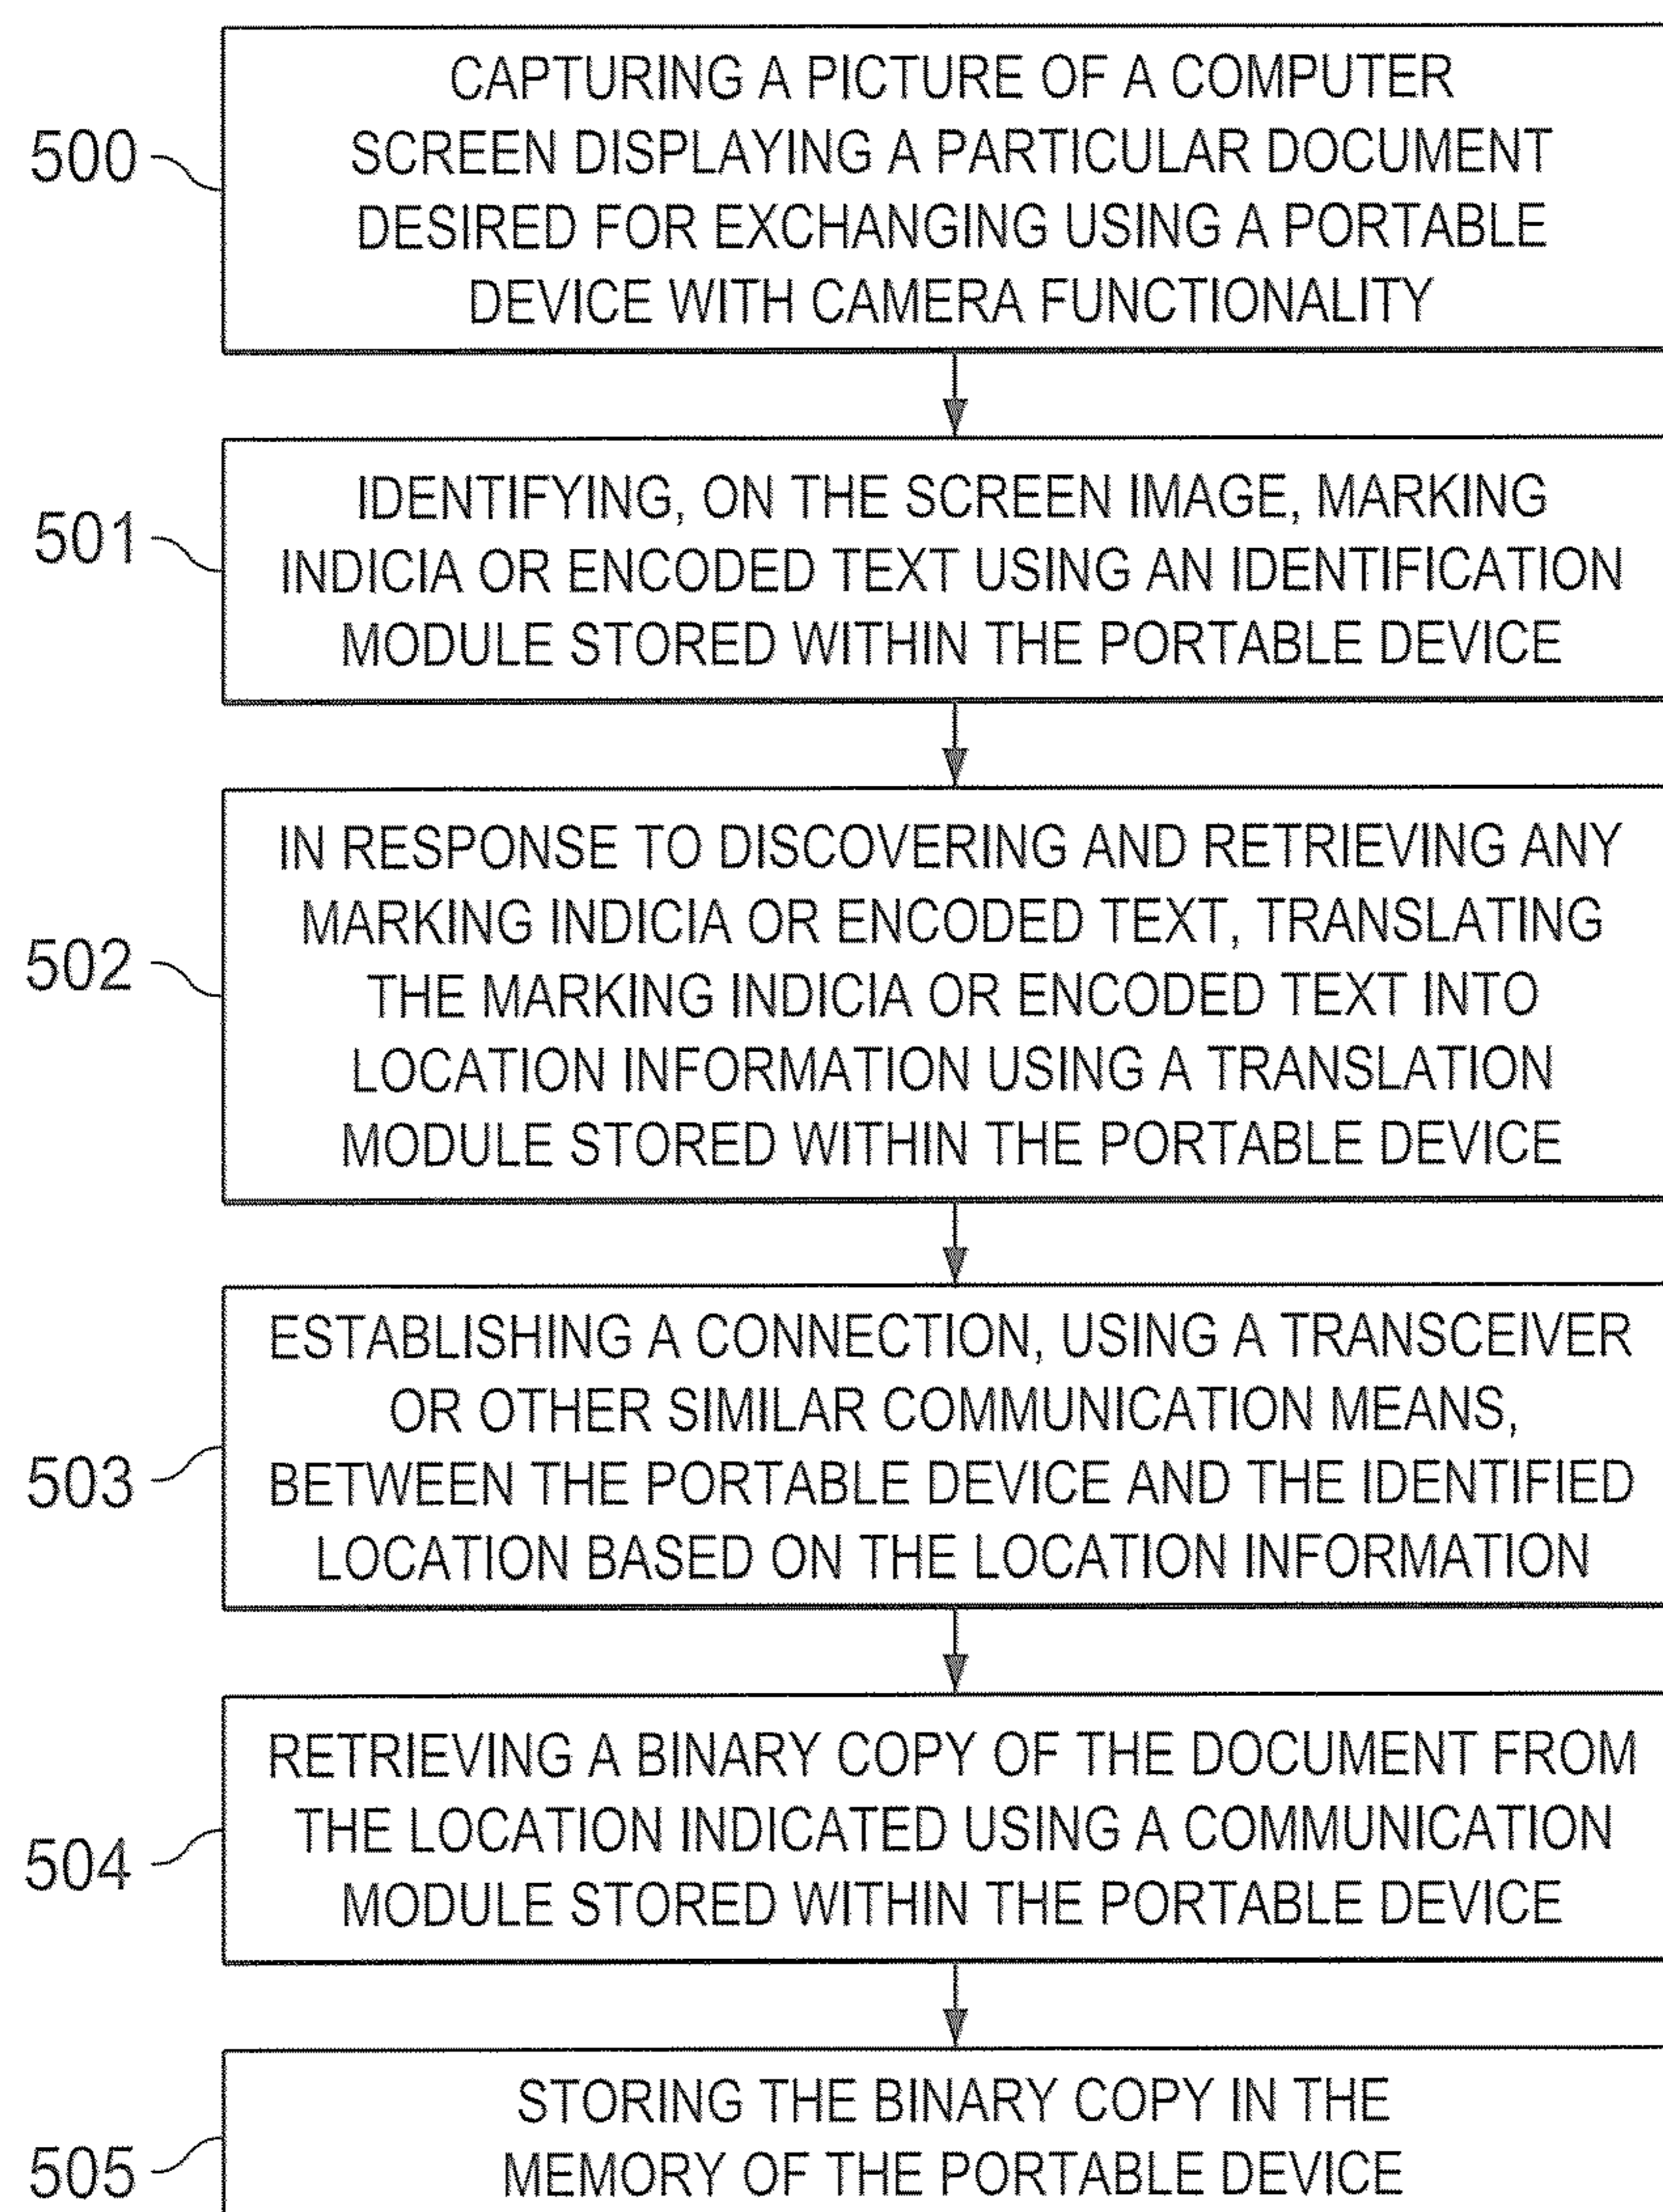 500
CAPTURING A PICTURE OF A COMPUTER
SCREEN DISPLAYING A PARTICULAR DOCUMENT
DESIRED FOR EXCHANGING USING A PORTABLE
DEVICE WITH CAMERA FUNCTIONALITY
501
IDENTIFYING, ON THE SCREEN IMAGE, MARKING
INDICIA OR ENCODED TEXT USING AN IDENTIFICATION
MODULE STORED WITHIN THE PORTABLE DEVICE
502
IN RESPONSE TO DISCOVERING AND RETRIEVING ANY
MARKING INDICIA OR ENCODED TEXT, TRANSLATING
THE MARKING INDICIA OR ENCODED TEXT INTO
LOCATION INFORMATION USING A TRANSLATION
MODULE STORED WITHIN THE PORTABLE DEVICE
503
ESTABLISHING A CONNECTION, USING A TRANSCEIVER
OR OTHER SIMILAR COMMUNICATION MEANS,
BETWEEN THE PORTABLE DEVICE AND THE IDENTIFIED
LOCATION BASED ON THE LOCATION INFORMATION
504
RETRIEVING A BINARY COPY OF THE DOCUMENT FROM
THE LOCATION INDICATED USING A COMMUNICATION
MODULE STORED WITHIN THE PORTABLE DEVICE
505
STORING THE BINARY COPY IN THE
MEMORY OF THE PORTABLE DEVICE